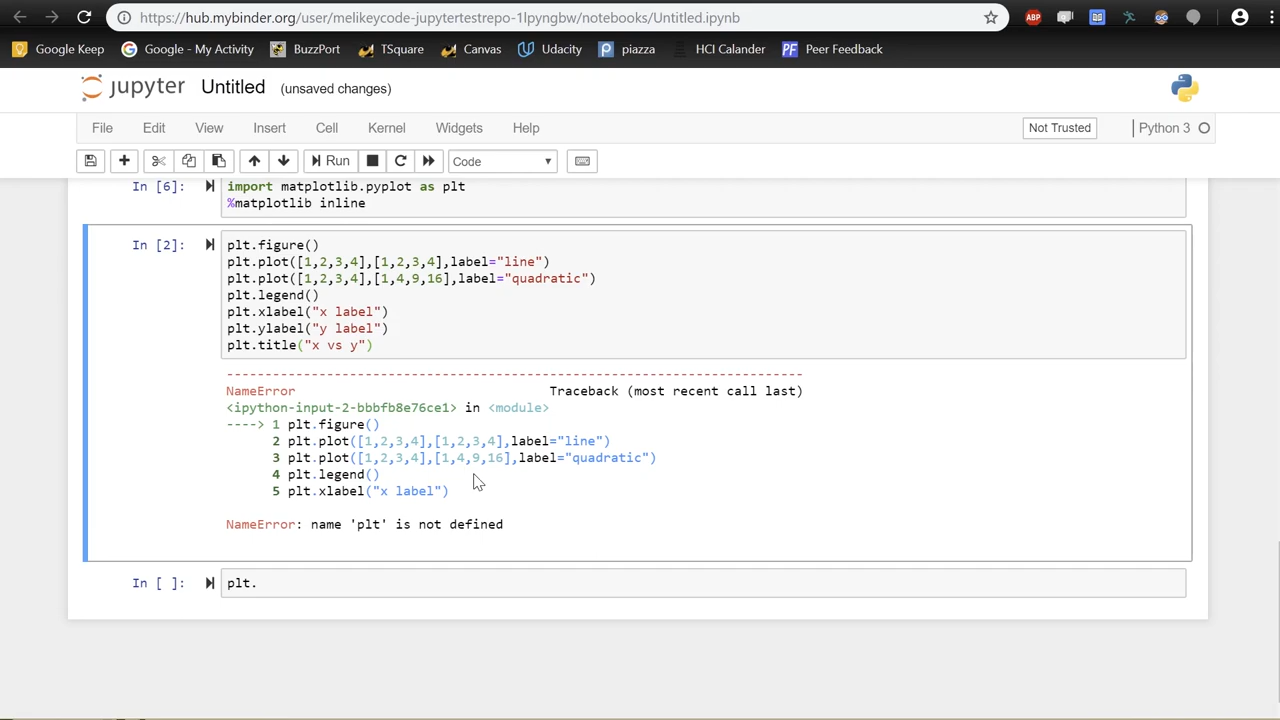 https://hub.mybinder.org/user/melikeycode-jupytertestrepo-1lpyngbw/notebooks/Untitled.ipynb
ABP
Google Keep
Google - My Activity
BuzzPort
TSquare
Canvas
Udacity
piazza
HCI Calander
PF Peer Feedback
jupyter Untitled (unsaved changes)
File Edit View Insert Cell Kernel Widgets Help Not Trusted Python 3
Run Code
In [6]: import matplotlib.pyplot as plt
%matplotlib inline
In [2]: plt.figure()
plt.plot([1,2,3,4],[1,2,3,4],label="line")
plt.plot([1,2,3,4],[1,4,9,16],label="quadratic")
plt.legend()
plt.xlabel("x label")
plt.ylabel("y label")
plt.title("x vs y")
---------------------------------------------------------------------------
NameError Traceback (most recent call last)
<ipython-input-2-bbbfb8e76ce1> in <module>
----> 1 plt.figure()
2 plt.plot([1,2,3,4],[1,2,3,4],label="line")
3 plt.plot([1,2,3,4],[1,4,9,16],label="quadratic")
4 plt.legend()
5 plt.xlabel("x label")
NameError: name 'plt' is not defined
In [ ]: plt.